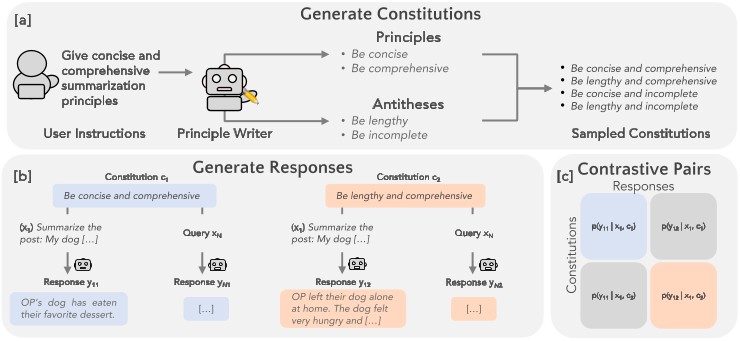 [a]
Generate Constitutions
Give concise and
comprehensive
summarization
principles
User Instructions
Principle Writer
Principles
• Be concise
• Be comprehensive
Antitheses
• Be lengthy
• Be incomplete
• Be concise and comprehensive
• Be lengthy and comprehensive
• Be concise and incomplete
• Be lengthy and incomplete
Sampled Constitutions
[b]
Generate Responses
Constitution c₁
Be concise and comprehensive
(x₁) Summarize the
post: My dog [...]
Query x_N
Response y₁₁
Response y_N1
OP's dog has eaten
their favorite dessert.
[...]
Constitution c₂
Be lengthy and comprehensive
(x₁) Summarize the
post: My dog [...]
Query x_N
Response y₁₂
Response y_N2
OP left their dog alone
at home. The dog felt
very hungry and [...]
[...]
[c]
Contrastive Pairs
Responses
Constitutions
p(y₁₁ | x₁, c₁)
p(y₁₂ | x₁, c₁)
p(y₁₁ | x₁, c₂)
p(y₁₂ | x₁, c₂)